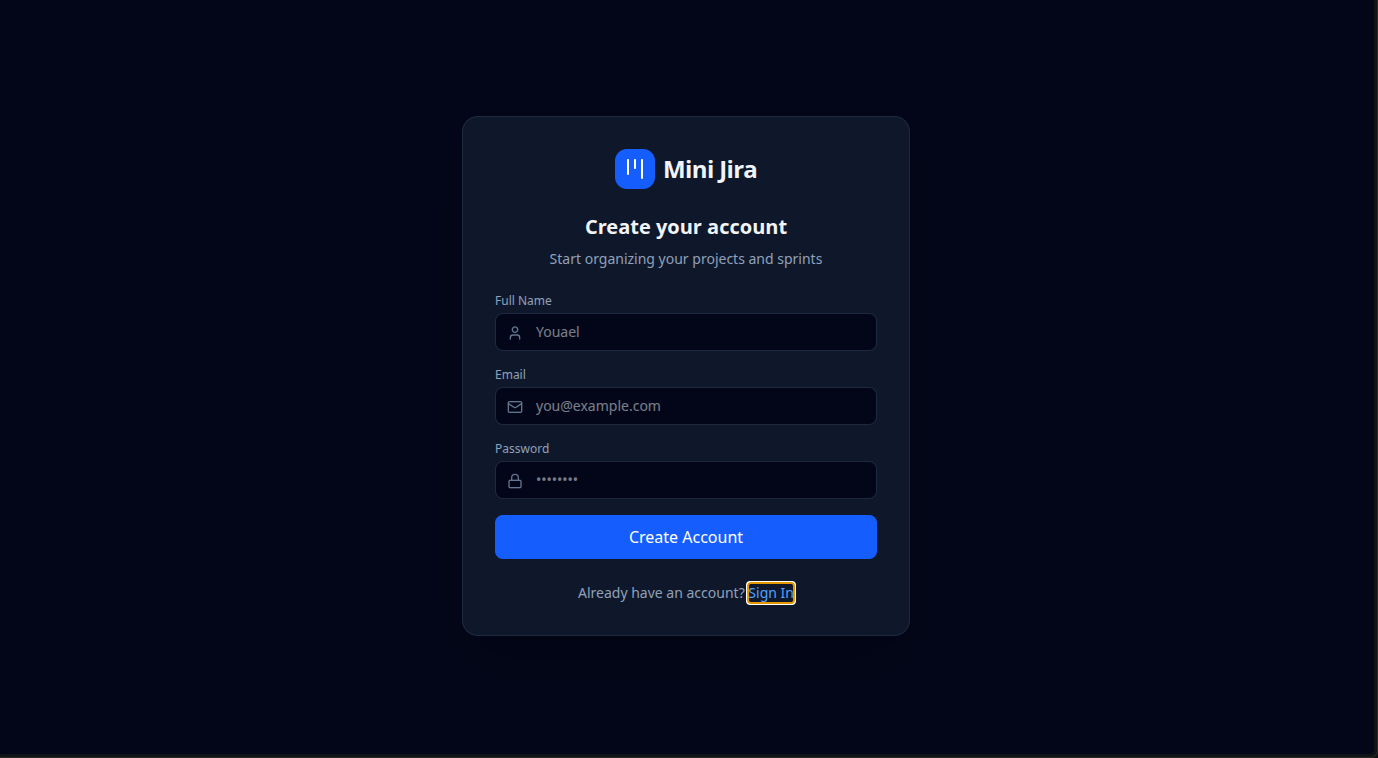 Mini Jira
Create your account
Start organizing your projects and sprints
Full Name
Youael
Email
you@example.com
Password
••••••••
Create Account
Already have an account? Sign In